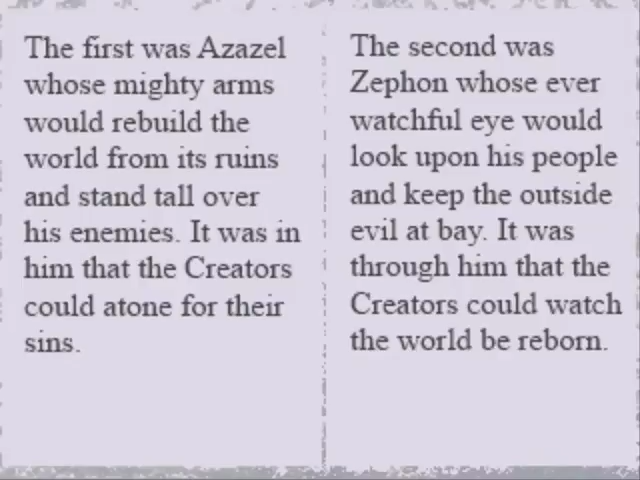 The first was Azazel
whose mighty arms
would rebuild the
world from its ruins
and stand tall over
his enemies. It was in
him that the Creators
could atone for their
sins.
The second was
Zephon whose ever
watchful eye would
look upon his people
and keep the outside
evil at bay. It was
through him that the
Creators could watch
the world be reborn.